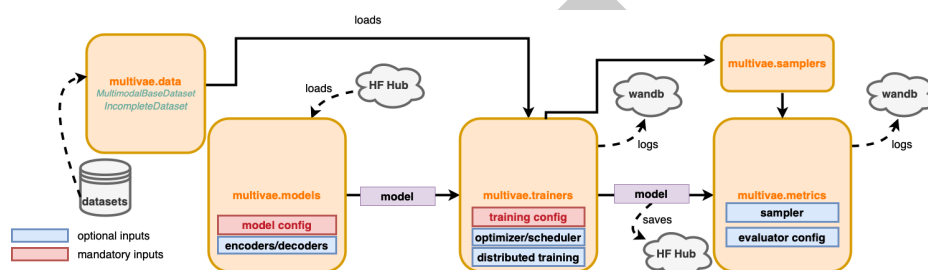 loads
multivae.data
MultimodalBaseDataset
IncompleteDataset
datasets
loads
HF Hub
multivae.models
model config
encoders/decoders
model
multivae.trainers
training config
optimizer/scheduler
distributed training
wandb
logs
model
saves
HF Hub
multivae.samplers
multivae.metrics
sampler
evaluator config
wandb
logs
optional inputs
mandatory inputs